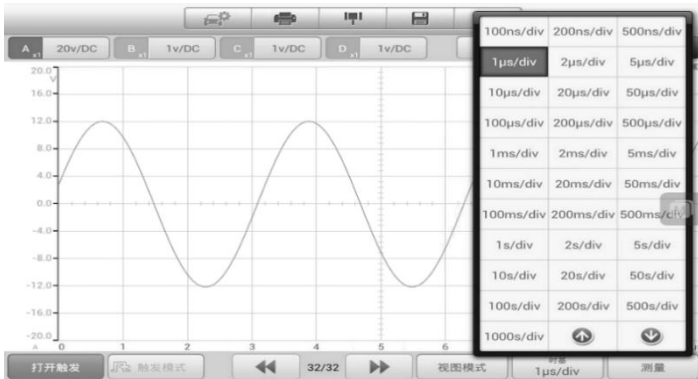 A x1 20v/DC B x1 1v/DC C x1 1v/DC D x1 1v/DC
100ns/div 200ns/div 500ns/div
1μs/div 2μs/div 5μs/div
10μs/div 20μs/div 50μs/div
100μs/div 200μs/div 500μs/div
1ms/div 2ms/div 5ms/div
10ms/div 20ms/div 50ms/div
100ms/div 200ms/div 500ms/div
1s/div 2s/div 5s/div
10s/div 20s/div 50s/div
100s/div 200s/div 500s/div
1000s/div
20.0
V
16.0
12.0
8.0
4.0
0.0
-4.0
-8.0
-12.0
-16.0
-20.0
A 0 1 2 3 4 5 6
打开触发 触发模式 32/32 视图模式 时基 1μs/div 测量